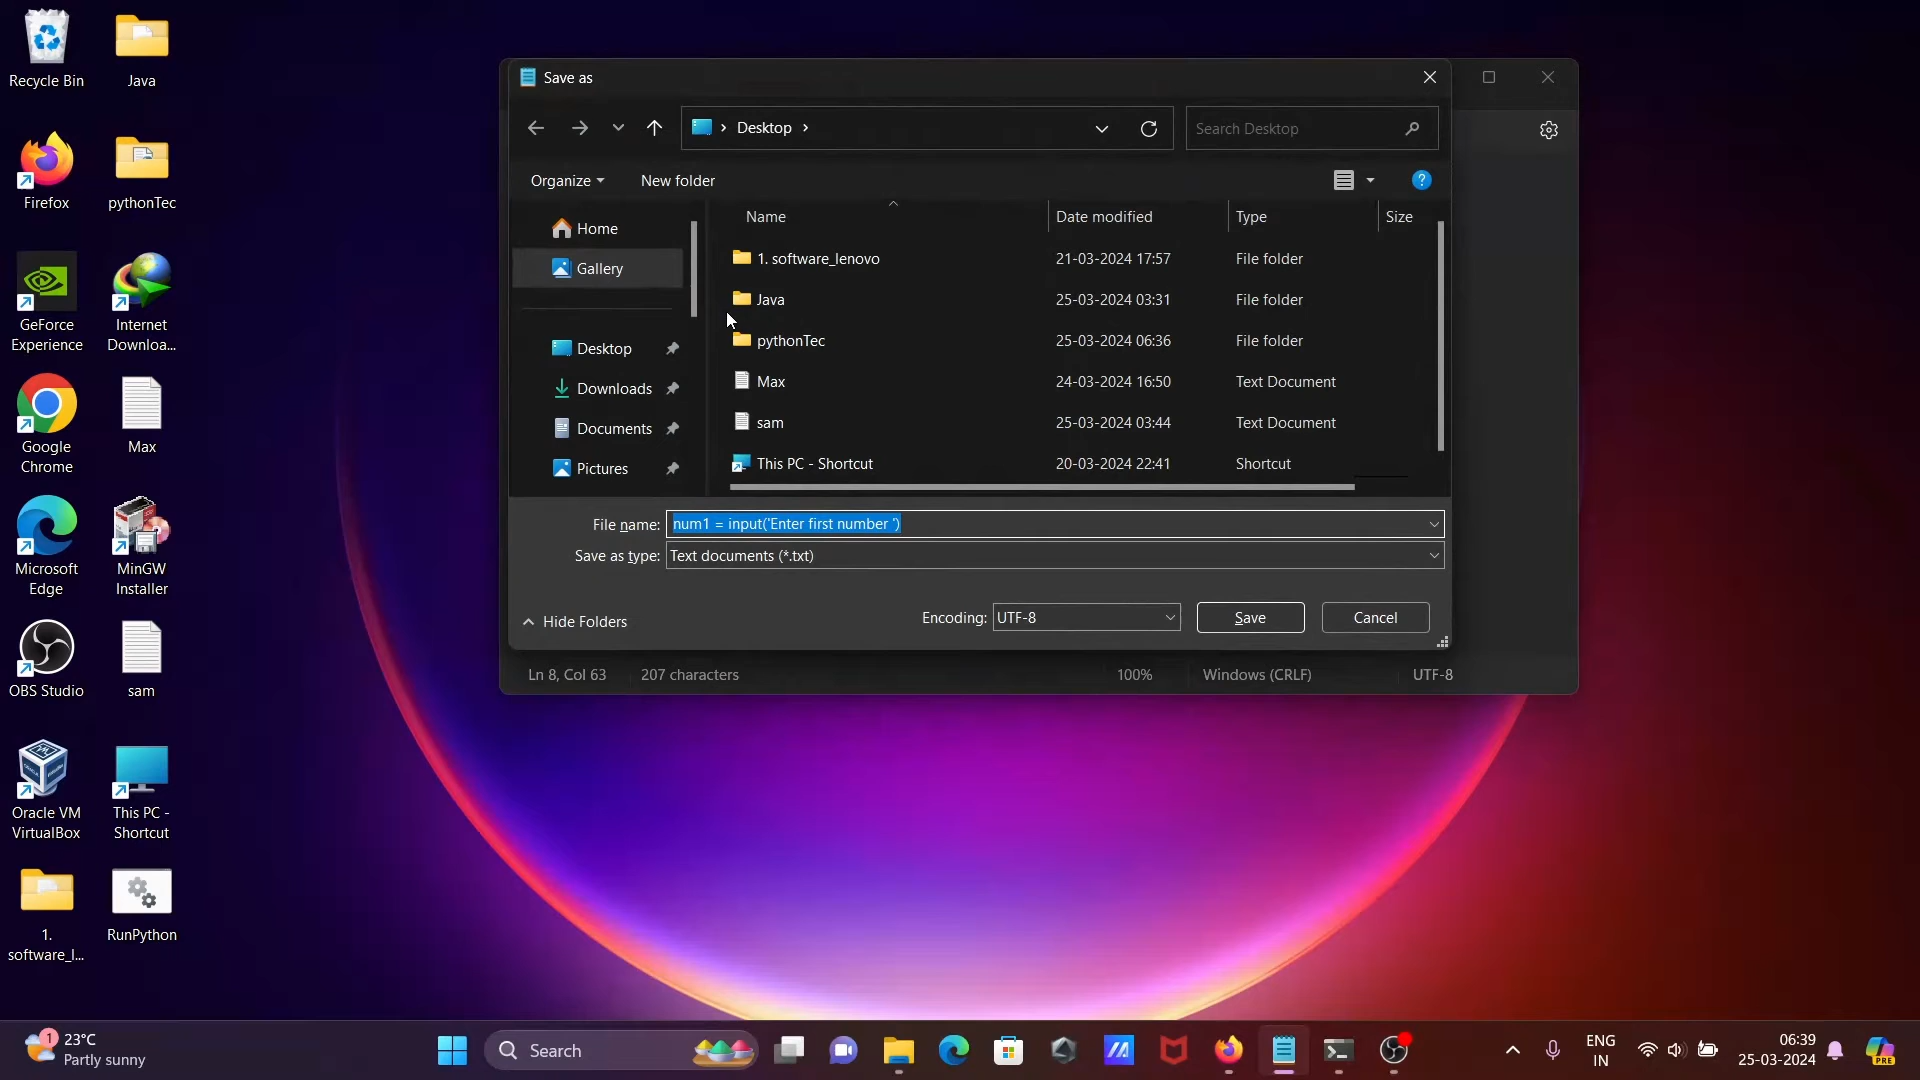 Recycle Bin
Java
Firefox
pythonTec
GeForce
Experience
Internet
Downloa...
Google
Chrome
Max
Microsoft
Edge
MinGW
Installer
OBS Studio
sam
Oracle VM
VirtualBox
This PC -
Shortcut
1.
software_l...
RunPython
Save as
Desktop
Search Desktop
Organize
New folder
Name
Date modified
Type
Size
Home
Gallery
Desktop
Downloads
Documents
Pictures
1. software_lenovo 21-03-2024 17:57 File folder
Java 25-03-2024 03:31 File folder
pythonTec 25-03-2024 06:36 File folder
Max 24-03-2024 16:50 Text Document
sam 25-03-2024 03:44 Text Document
This PC - Shortcut 20-03-2024 22:41 Shortcut
File name: num1 = input('Enter first number ')
Save as type: Text documents (*.txt)
Hide Folders
Encoding: UTF-8
Save
Cancel
Ln 8, Col 63
207 characters
100%
Windows (CRLF)
UTF-8
1
23°C
Partly sunny
Search
ENG
IN
06:39
25-03-2024
PRE